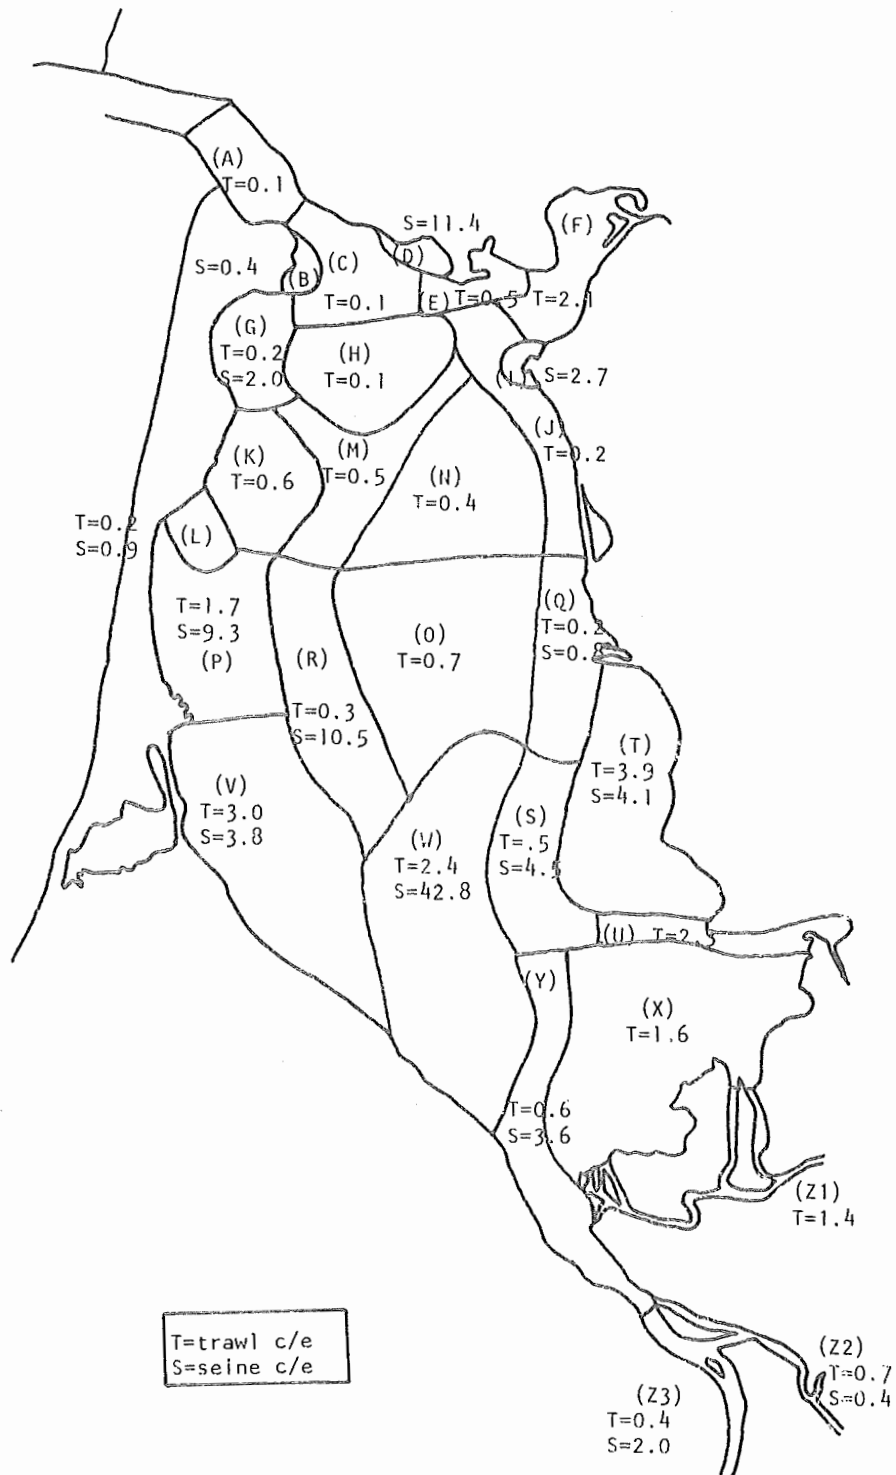 (A)
T=0.1
S=11.4
(F)
S=0.4
(B)
(C)
(D)
T=0.1
(E) T=0.5
T=2.1
(G)
T=0.2
S=2.0
(H)
T=0.1
S=2.7
(J)
T=0.2
(K)
T=0.6
(M)
T=0.5
(N)
T=0.4
T=0.2
S=0.9
(L)
T=1.7
S=9.3
(P)
(R)
T=0.3
S=10.5
(O)
T=0.7
(Q)
T=0.2
S=0.8
(T)
T=3.9
S=4.1
(V)
T=3.0
S=3.8
(W)
T=2.4
S=42.8
(S)
T=.5
S=4.5
(U) T=2
(Y)
(X)
T=1.6
T=0.6
S=3.6
(Z1)
T=1.4
T=trawl c/e
S=seine c/e
(Z2)
T=0.7
S=0.4
(Z3)
T=0.4
S=2.0